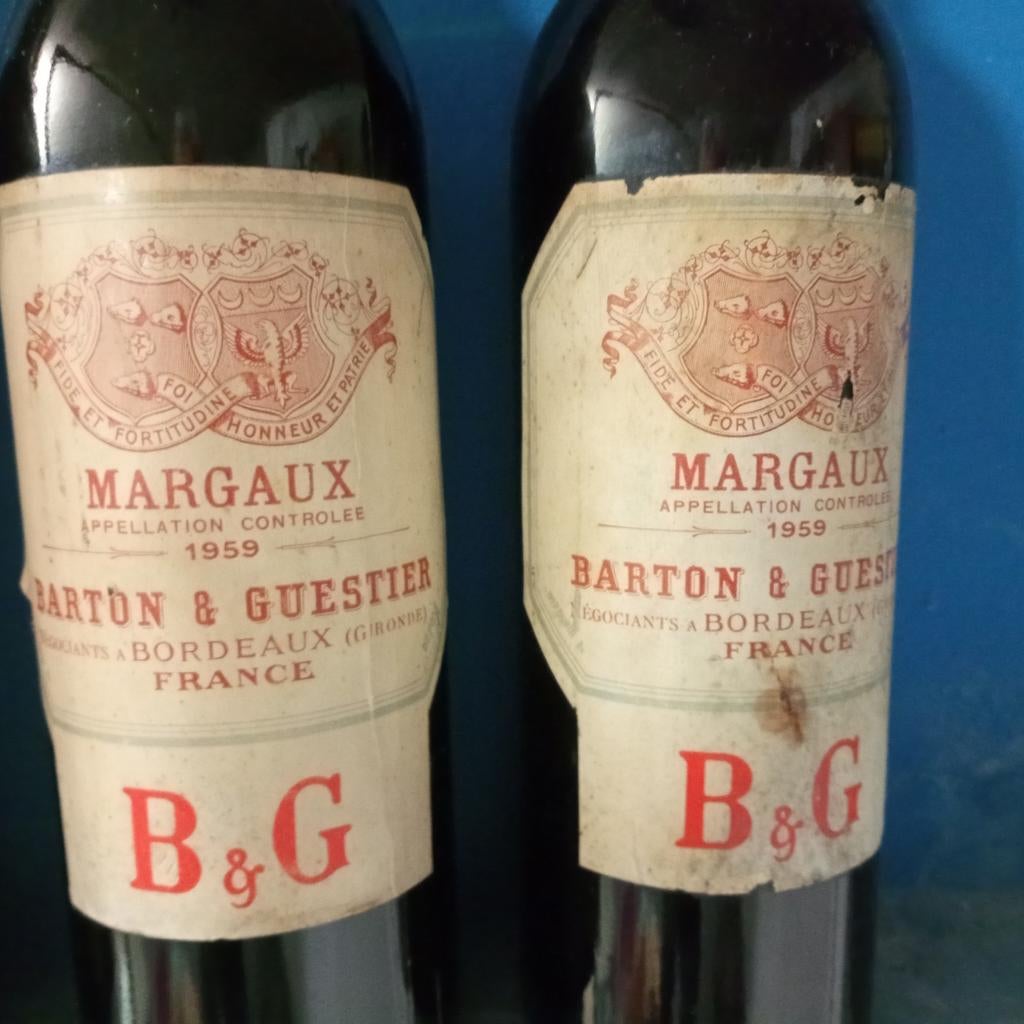 FIDE ET FORTITUDINE
FOI
HONNEUR ET PATRIE
MARGAUX
APPELLATION CONTROLEE
1959
BARTON & GUESTIER
NÉGOCIANTS A BORDEAUX (GIRONDE)
FRANCE
B&G
FIDE ET FORTITUDINE
FOI
MARGAUX
APPELLATION CONTROLEE
1959
BARTON & GUES
NÉGOCIANTS A BORDEAUX
FRANCE
B&G